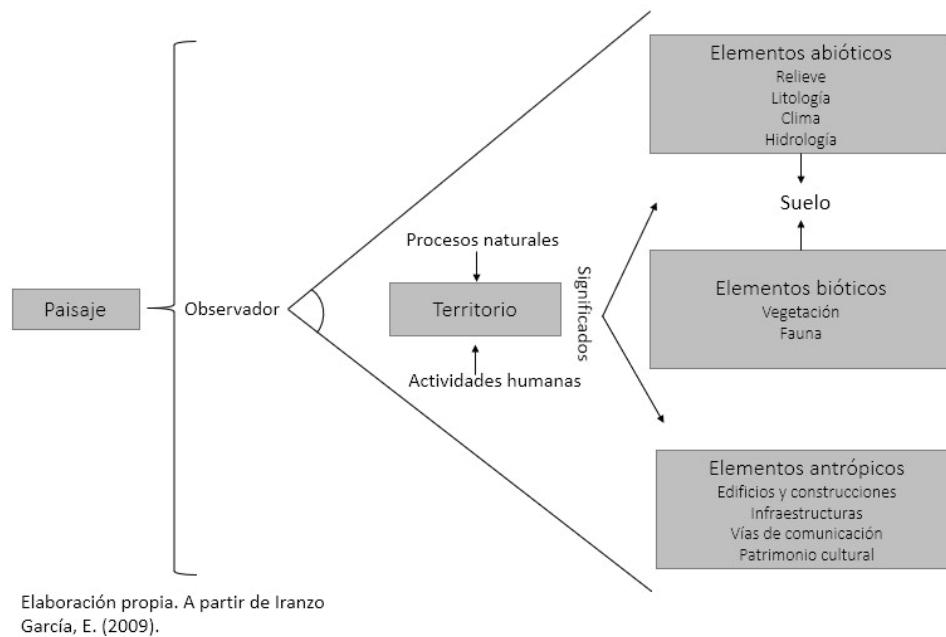 Paisaje
Observador
Procesos naturales
Territorio
Actividades humanas
Significados
Elementos abióticos
Relieve
Litología
Clima
Hidrología
Suelo
Elementos bióticos
Vegetación
Fauna
Elementos antrópicos
Edificios y construcciones
Infraestructuras
Vías de comunicación
Patrimonio cultural
Elaboración propia. A partir de Iranzo
García, E. (2009).